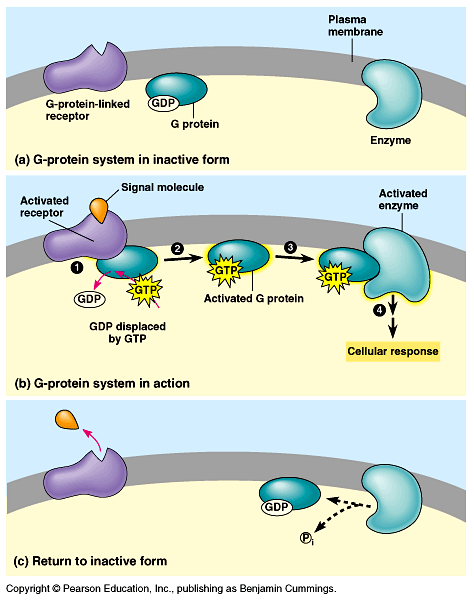 Plasma
membrane
G-protein-linked
receptor
GDP
G protein
Enzyme
(a) G-protein system in inactive form
Signal molecule
Activated
receptor
Activated
enzyme
1
2
3
GDP
GTP
GTP
GTP
Activated G protein
GDP displaced
by GTP
4
Cellular response
(b) G-protein system in action
GDP
Pi
(c) Return to inactive form
Copyright © Pearson Education, Inc., publishing as Benjamin Cummings.